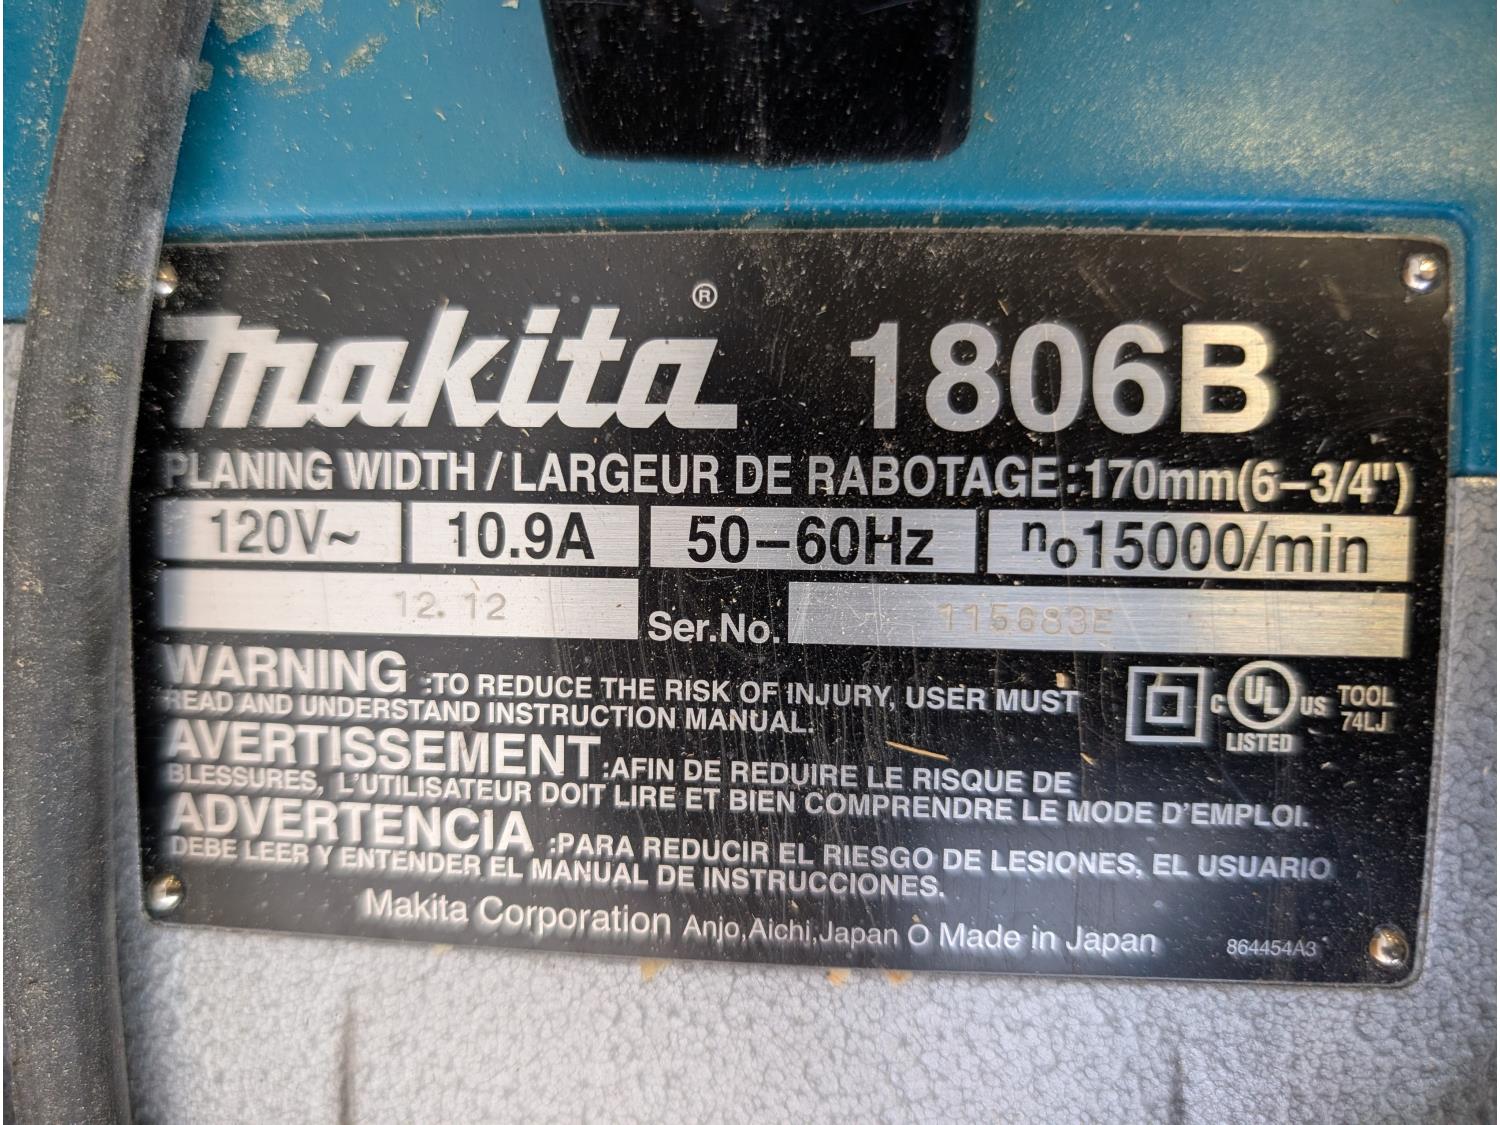 makita ® 1806B
PLANING WIDTH / LARGEUR DE RABOTAGE:170mm(6–3/4")
120V~ 10.9A 50–60Hz no15000/min
12.12 Ser.No. 115683E
WARNING :TO REDUCE THE RISK OF INJURY, USER MUST
READ AND UNDERSTAND INSTRUCTION MANUAL.
AVERTISSEMENT :AFIN DE REDUIRE LE RISQUE DE
BLESSURES, L'UTILISATEUR DOIT LIRE ET BIEN COMPRENDRE LE MODE D'EMPLOI.
ADVERTENCIA :PARA REDUCIR EL RIESGO DE LESIONES, EL USUARIO
DEBE LEER Y ENTENDER EL MANUAL DE INSTRUCCIONES.
C UL US TOOL
LISTED 74LJ
Makita Corporation Anjo,Aichi,Japan O Made in Japan 864454A3